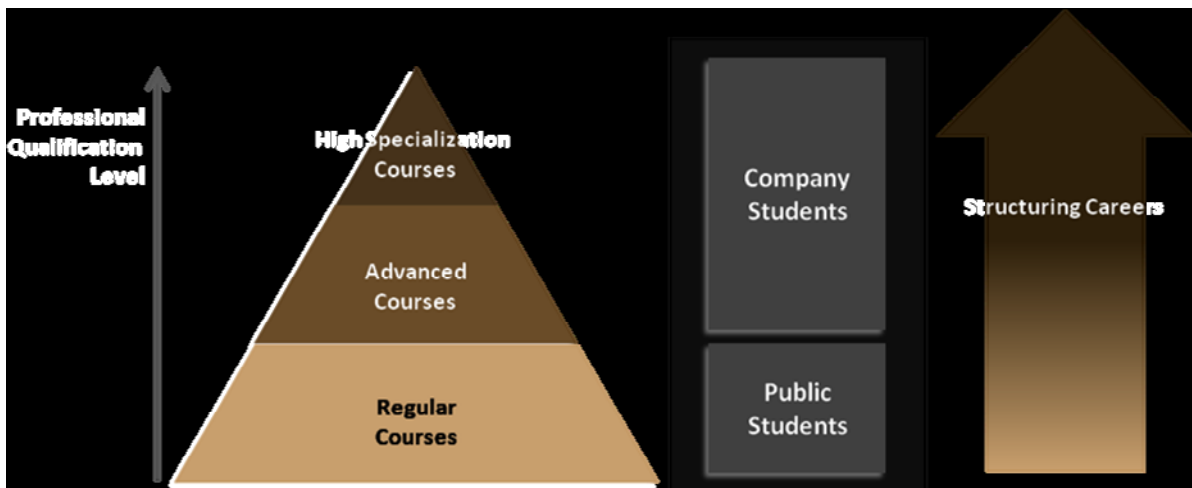 Professional
Qualification
Level
High Specialization
Courses
Advanced
Courses
Regular
Courses
Company
Students
Public
Students
Structuring Careers